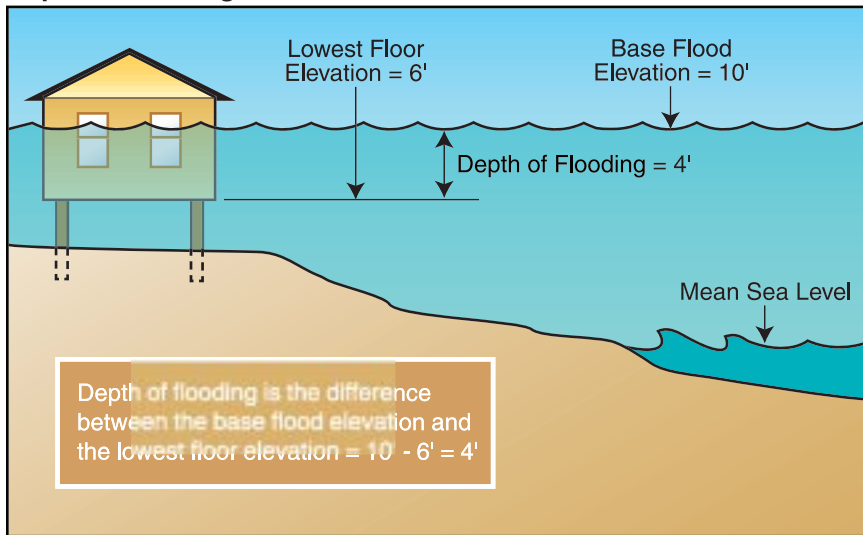 Lowest Floor
Elevation = 6'
Base Flood
Elevation = 10'
Depth of Flooding = 4'
Mean Sea Level
Depth of flooding is the difference
between the base flood elevation and
the lowest floor elevation = 10' - 6' = 4'